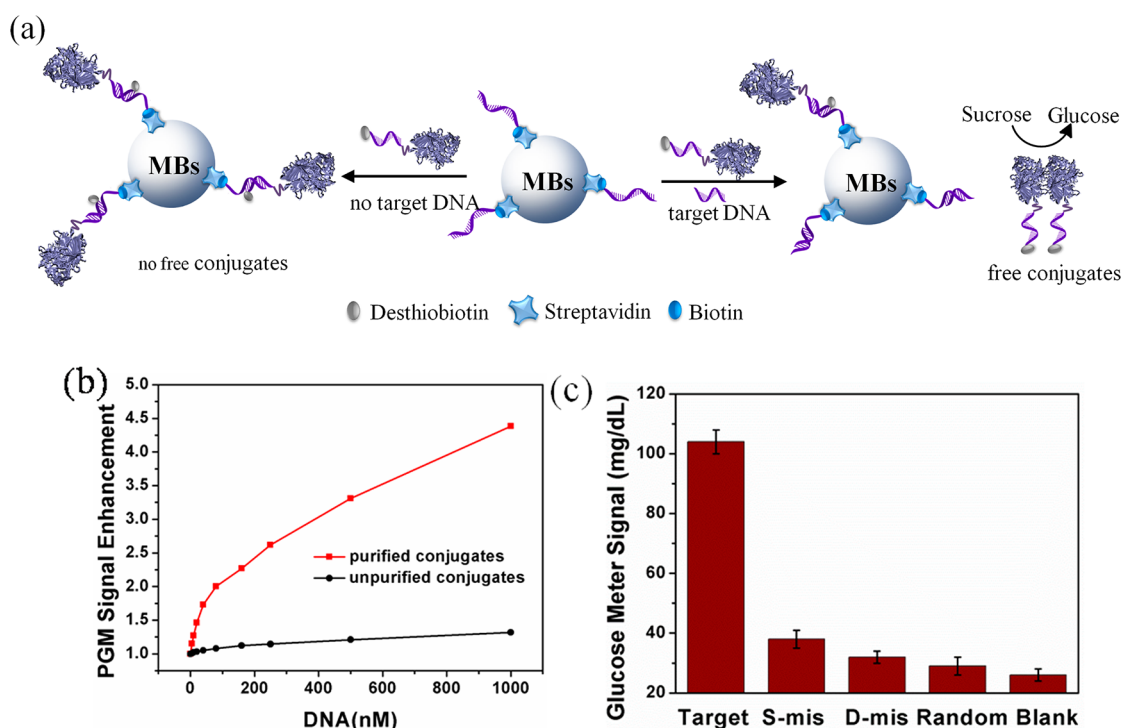 (a)
MBs
no free conjugates
no target DNA
MBs
target DNA
MBs
Sucrose Glucose
free conjugates
Desthiobiotin Streptavidin Biotin
(b)
PGM Signal Enhancement
5.0
4.5
4.0
3.5
3.0
2.5
2.0
1.5
1.0
purified conjugates
unpurified conjugates
0 200 400 600 800 1000
DNA(nM)
(c)
Glucose Meter Signal (mg/dL)
120
100
80
60
40
20
Target S-mis D-mis Random Blank